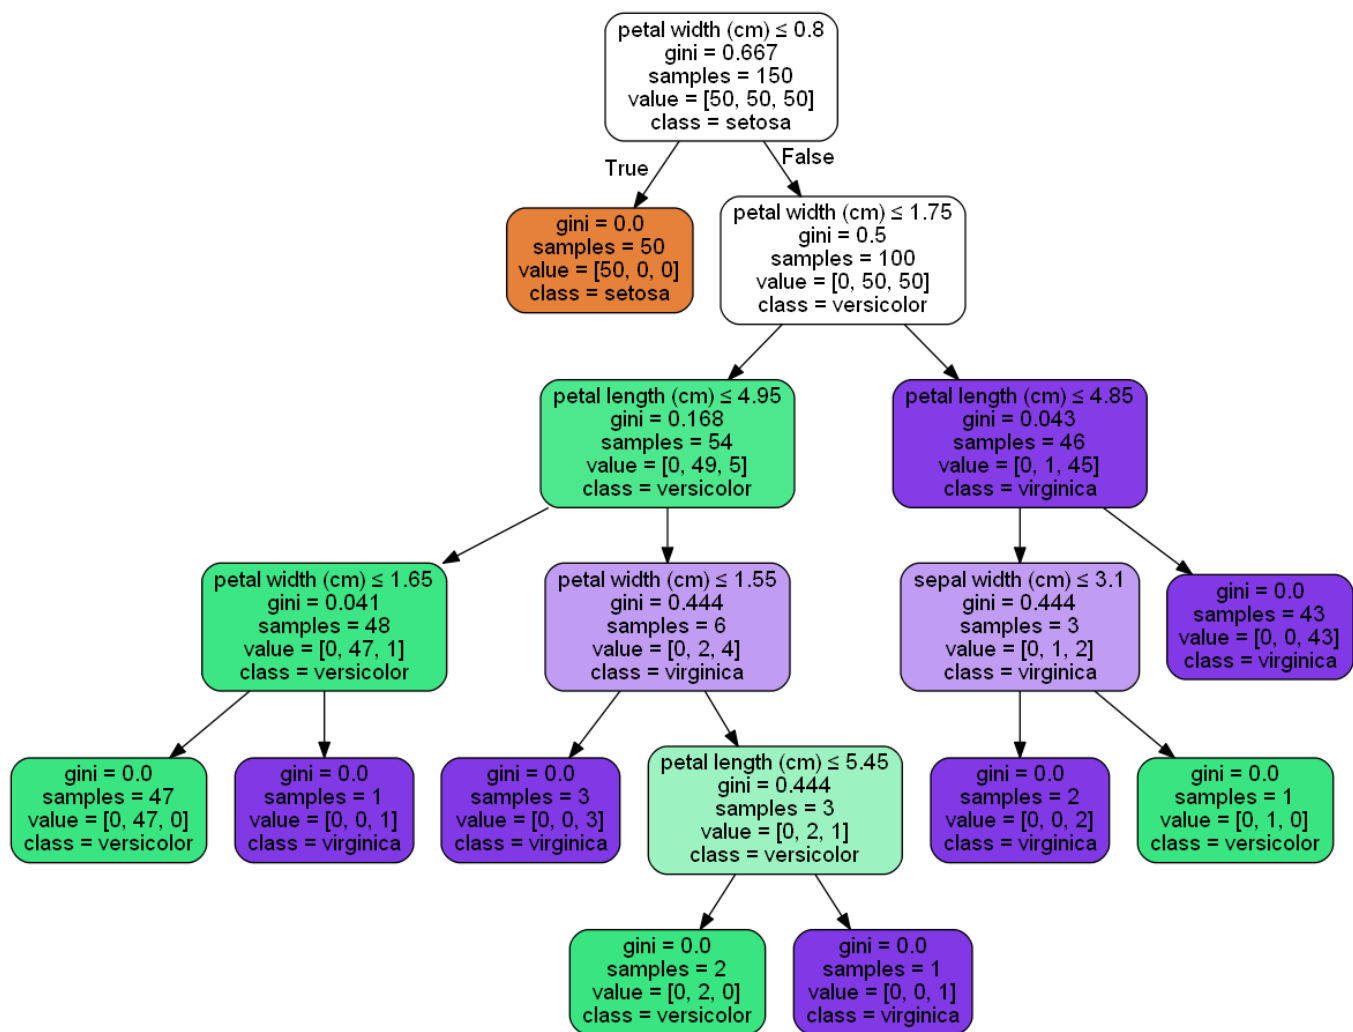 petal width (cm) ≤ 0.8
gini = 0.667
samples = 150
value = [50, 50, 50]
class = setosa
True
False
gini = 0.0
samples = 50
value = [50, 0, 0]
class = setosa
petal width (cm) ≤ 1.75
gini = 0.5
samples = 100
value = [0, 50, 50]
class = versicolor
petal length (cm) ≤ 4.95
gini = 0.168
samples = 54
value = [0, 49, 5]
class = versicolor
petal length (cm) ≤ 4.85
gini = 0.043
samples = 46
value = [0, 1, 45]
class = virginica
petal width (cm) ≤ 1.65
gini = 0.041
samples = 48
value = [0, 47, 1]
class = versicolor
petal width (cm) ≤ 1.55
gini = 0.444
samples = 6
value = [0, 2, 4]
class = virginica
sepal width (cm) ≤ 3.1
gini = 0.444
samples = 3
value = [0, 1, 2]
class = virginica
gini = 0.0
samples = 43
value = [0, 0, 43]
class = virginica
gini = 0.0
samples = 47
value = [0, 47, 0]
class = versicolor
gini = 0.0
samples = 1
value = [0, 0, 1]
class = virginica
gini = 0.0
samples = 3
value = [0, 0, 3]
class = virginica
petal length (cm) ≤ 5.45
gini = 0.444
samples = 3
value = [0, 2, 1]
class = versicolor
gini = 0.0
samples = 2
value = [0, 0, 2]
class = virginica
gini = 0.0
samples = 1
value = [0, 1, 0]
class = versicolor
gini = 0.0
samples = 2
value = [0, 2, 0]
class = versicolor
gini = 0.0
samples = 1
value = [0, 0, 1]
class = virginica